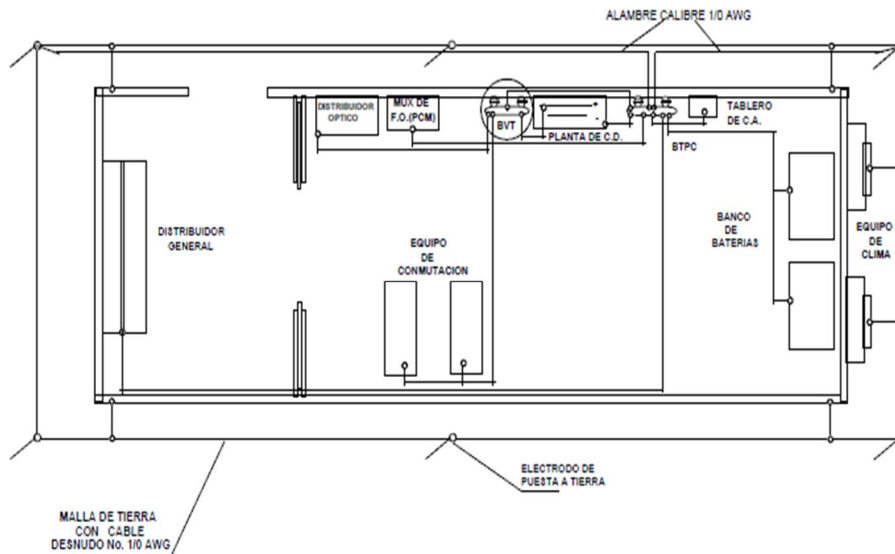 ALAMBRE CALIBRE 1/0 AWG
DISTRIBUIDOR
OPTICO
MUX DE
F.O.(PCM)
BVT
+
-
PLANTA DE C.D.
TABLERO
DE C.A.
BTPC
DISTRIBUIDOR
GENERAL
EQUIPO
DE
CONMUTACION
BANCO
DE
BATERIAS
EQUIPO
DE
CLIMA
ELECTRODO DE
PUESTA A TIERRA
MALLA DE TIERRA
CON CABLE
DESNUDO No. 1/0 AWG